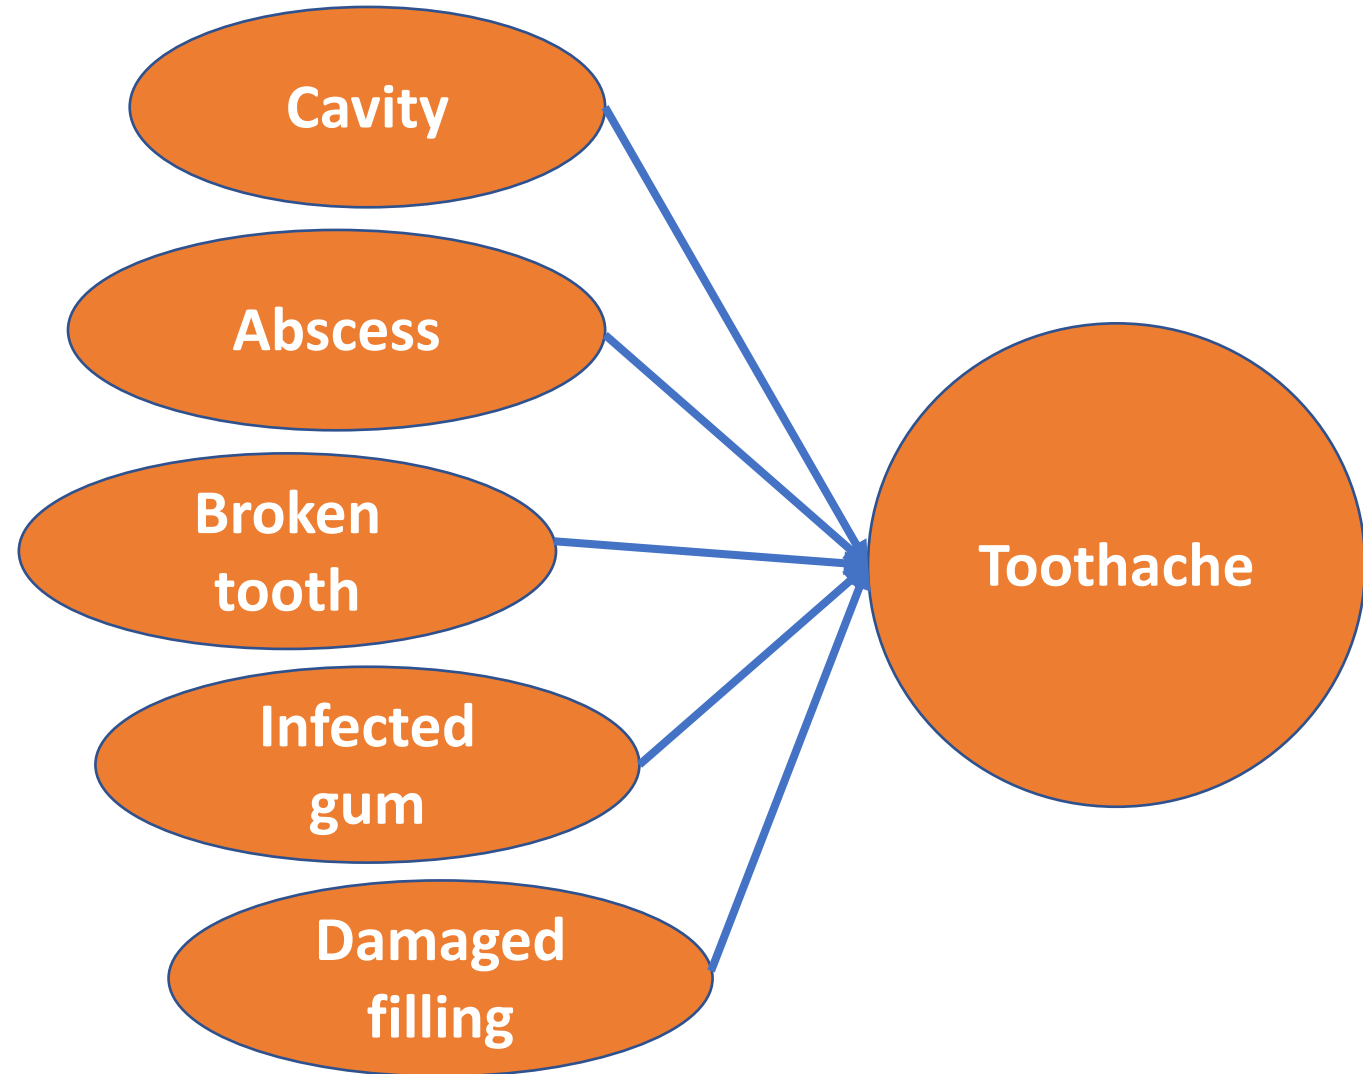 Cavity
Abscess
Broken
tooth
Infected
gum
Damaged
filling
Toothache